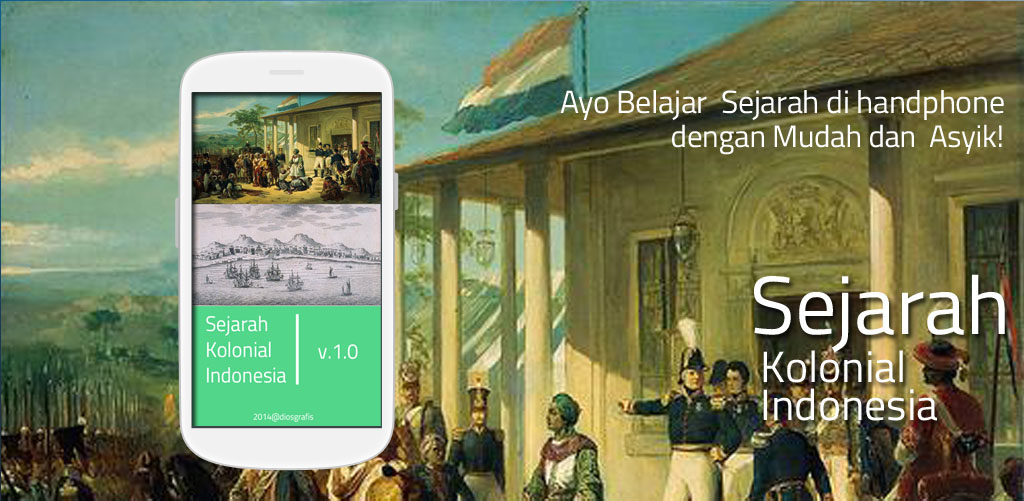 Ayo Belajar  Sejarah di handphone
dengan Mudah dan  Asyik!
Sejarah
Kolonial
Indonesia
v.1.0
2014@diosgrafis
Sejarah
Kolonial
Indonesia